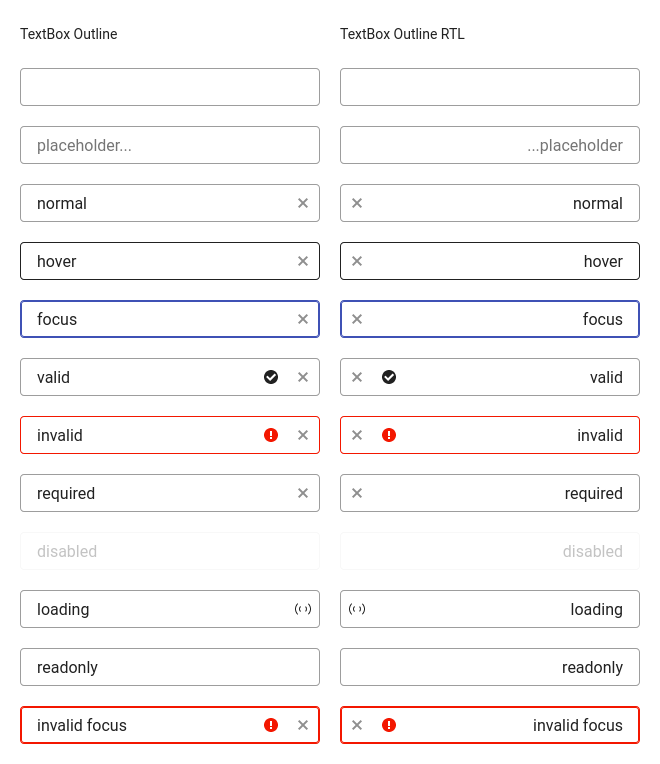 TextBox Outline
TextBox Outline RTL
placeholder...
...placeholder
normal
normal
hover
hover
focus
focus
valid
valid
invalid
invalid
required
required
disabled
disabled
loading
loading
readonly
readonly
invalid focus
invalid focus